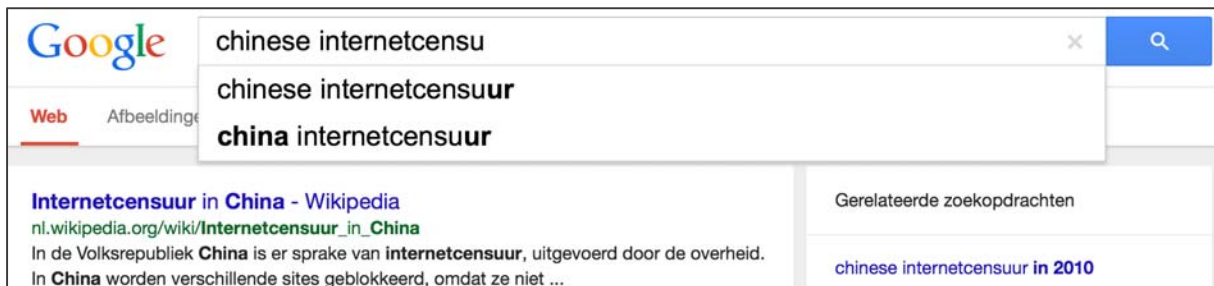 Google chinese internetcensu
chinese internetcensuur
china internetcensuur
Web Afbeeldinge
Internetcensuur in China - Wikipedia
nl.wikipedia.org/wiki/Internetcensuur_in_China
In de Volksrepubliek China is er sprake van internetcensuur, uitgevoerd door de overheid.
In China worden verschillende sites geblokkeerd, omdat ze niet ...
Gerelateerde zoekopdrachten
chinese internetcensuur in 2010